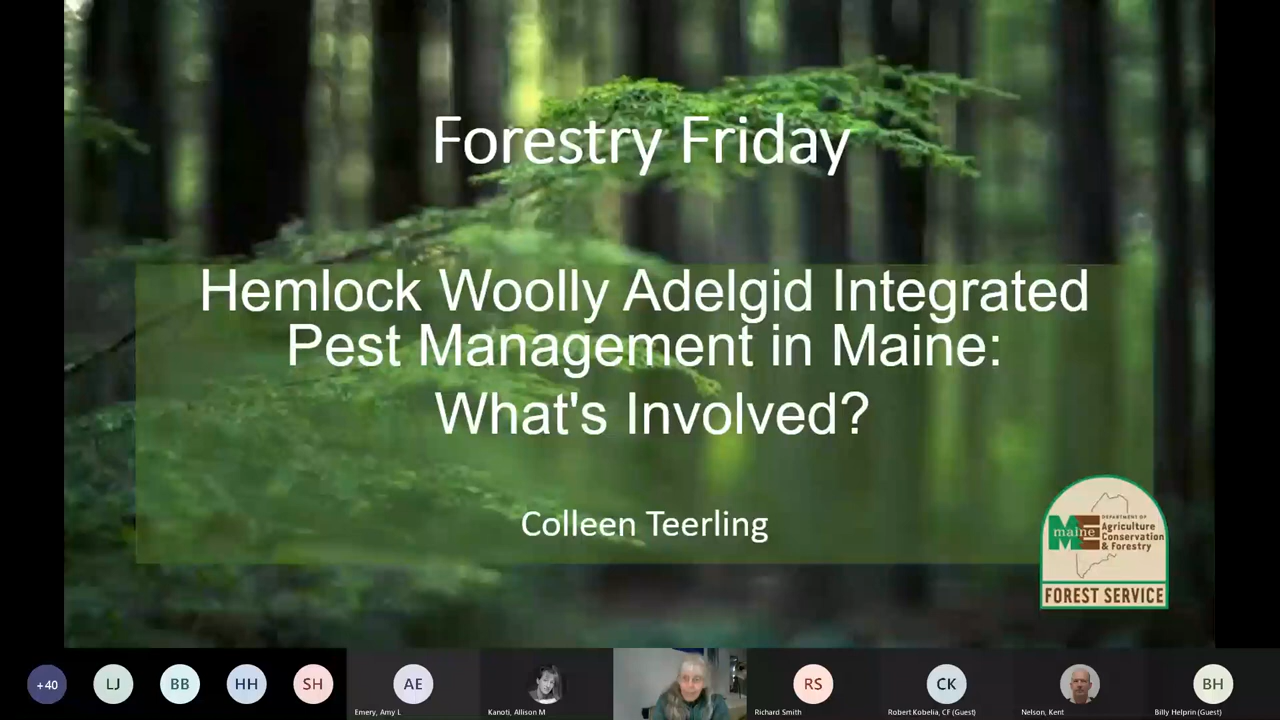 Forestry Friday
Hemlock Woolly Adelgid Integrated
Pest Management in Maine:
What's Involved?
Colleen Teerling
maine
DEPARTMENT OF
Agriculture
Conservation
& Forestry
FOREST SERVICE
+40
LJ
BB
HH
SH
AE
Emery, Amy L
Kanoti, Allison M
RS
Richard Smith
CK
Robert Kobelia, CF (Guest)
Nelson, Kent
BH
Billy Helprin (Guest)